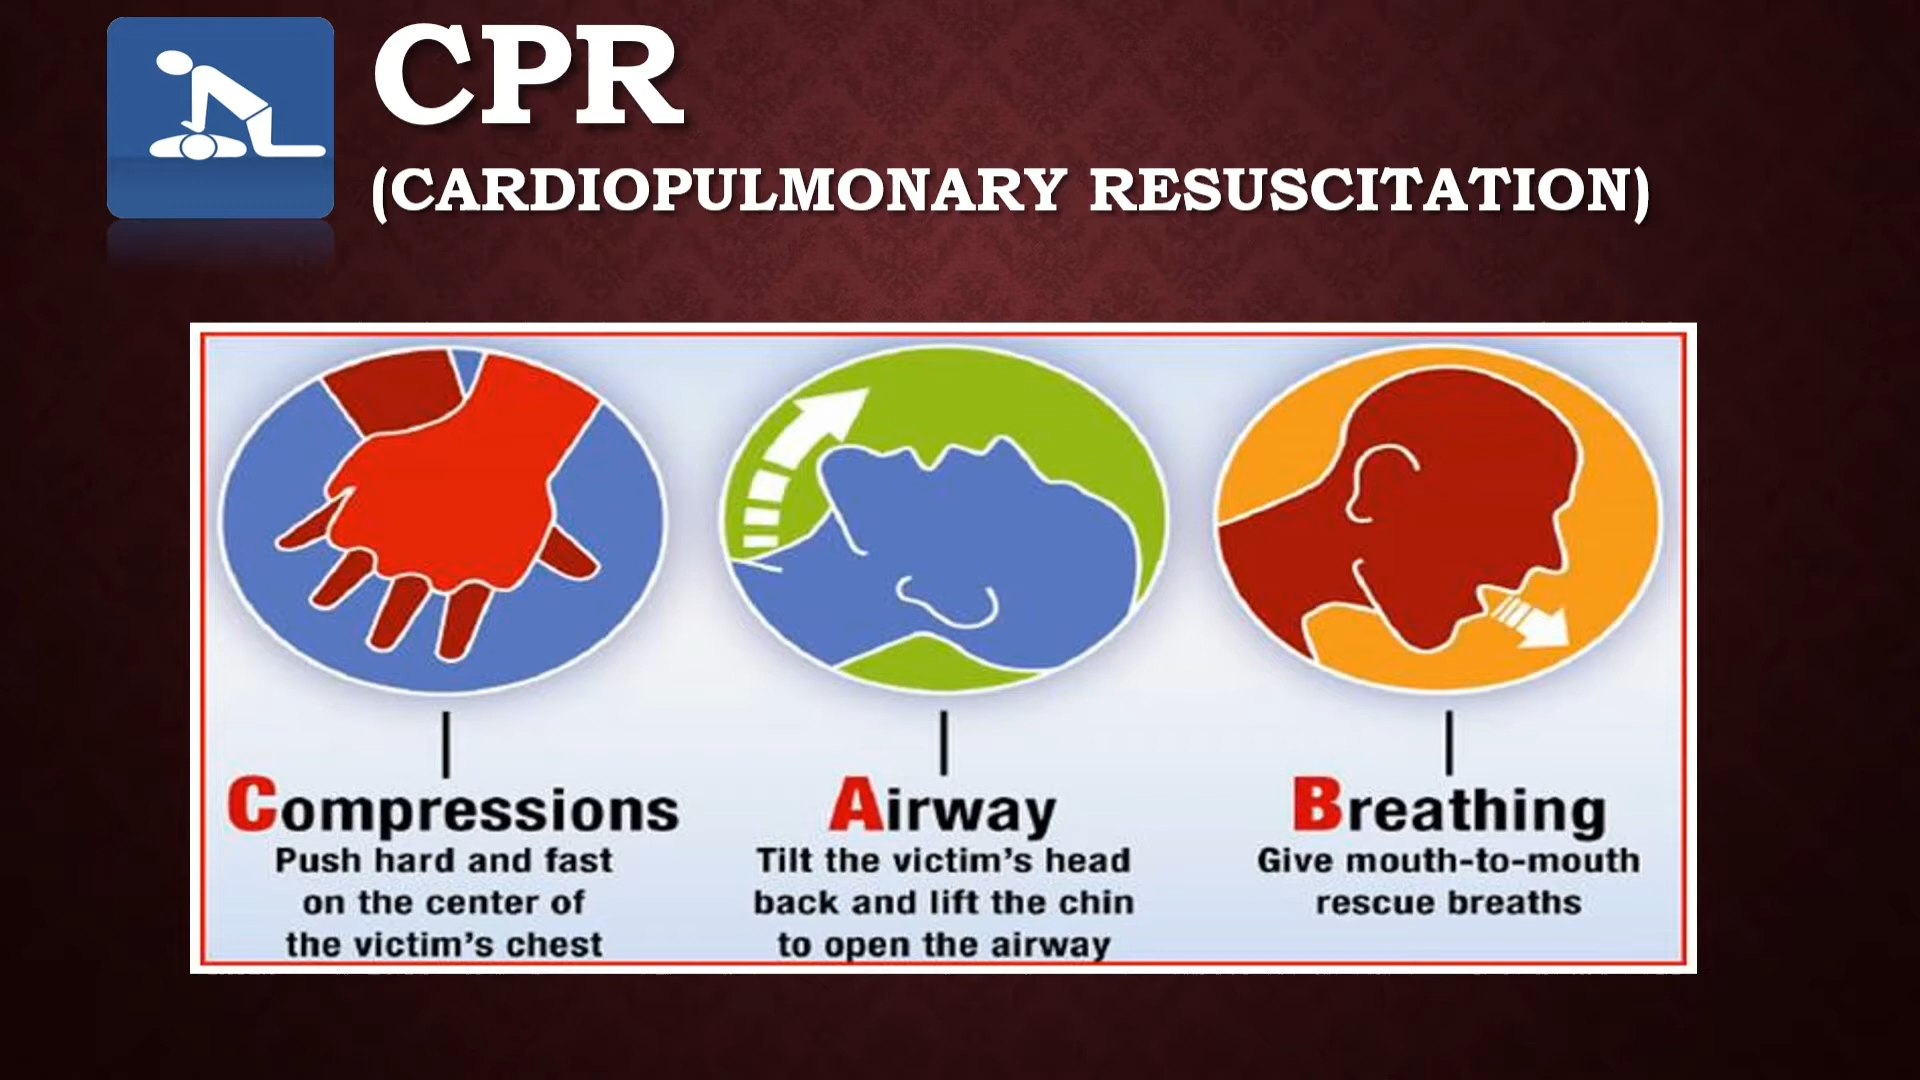 CPR
(CARDIOPULMONARY RESUSCITATION)
Compressions
Push hard and fast
on the center of
the victim's chest
Airway
Tilt the victim's head
back and lift the chin
to open the airway
Breathing
Give mouth-to-mouth
rescue breaths